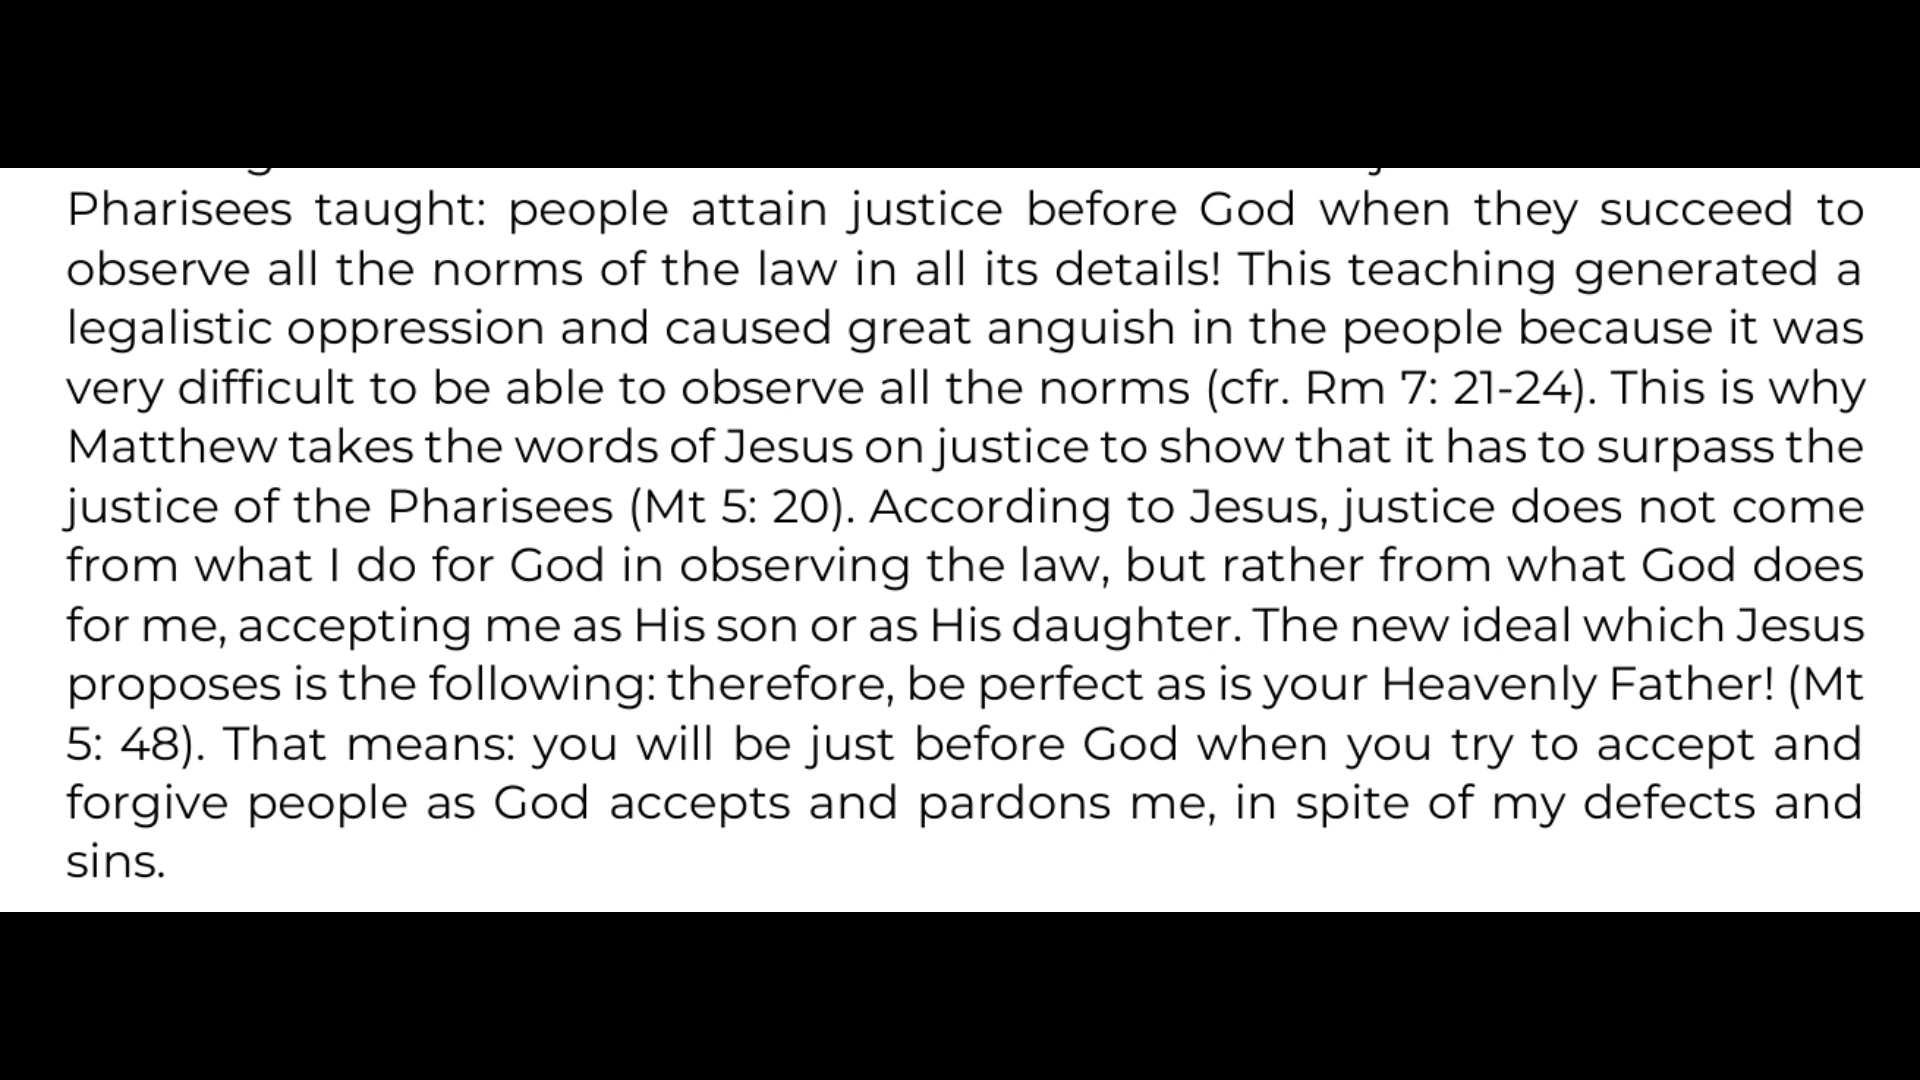 Pharisees taught: people attain justice before God when they succeed to
observe all the norms of the law in all its details! This teaching generated a
legalistic oppression and caused great anguish in the people because it was
very difficult to be able to observe all the norms (cfr. Rm 7: 21-24). This is why
Matthew takes the words of Jesus on justice to show that it has to surpass the
justice of the Pharisees (Mt 5: 20). According to Jesus, justice does not come
from what I do for God in observing the law, but rather from what God does
for me, accepting me as His son or as His daughter. The new ideal which Jesus
proposes is the following: therefore, be perfect as is your Heavenly Father! (Mt
5: 48). That means: you will be just before God when you try to accept and
forgive people as God accepts and pardons me, in spite of my defects and
sins.